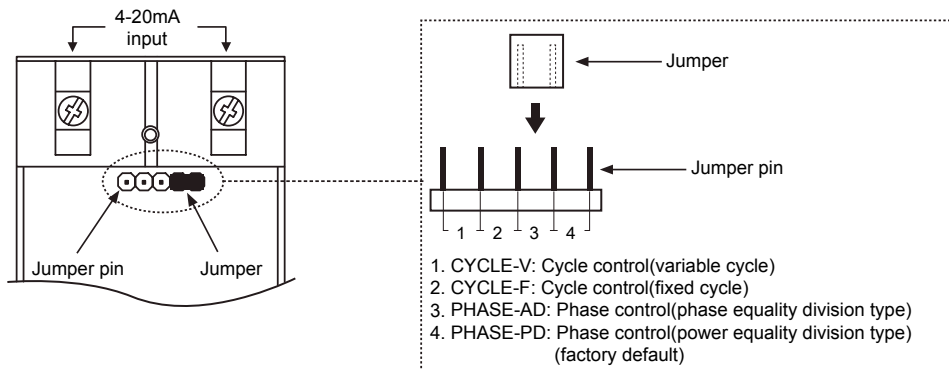 4-20mA
input
Jumper pin
Jumper
Jumper
Jumper pin
1 2 3 4
1. CYCLE-V: Cycle control(variable cycle)
2. CYCLE-F: Cycle control(fixed cycle)
3. PHASE-AD: Phase control(phase equality division type)
4. PHASE-PD: Phase control(power equality division type)
(factory default)